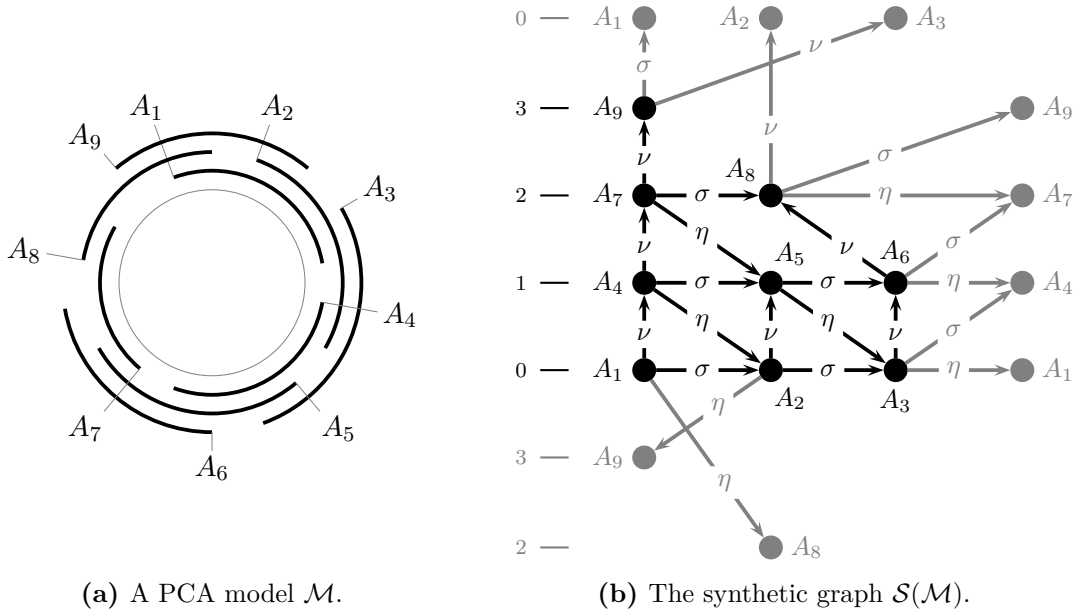 A₁ A₂
A₉
A₃
A₈
A₄
A₇ A₅
A₆
(a) A PCA model ℳ.
0 — A₁ A₂ A₃
ν
σ
3 — A₉ A₉
ν
ν σ
A₈
2 — A₇ σ η A₇
η ν σ
ν A₅ A₆
1 — A₄ σ σ η A₄
η η σ
ν ν ν
0 — A₁ σ σ η A₁
A₂ A₃
η
3 — A₉
η
2 — A₈
(b) The synthetic graph 𝒮(ℳ).